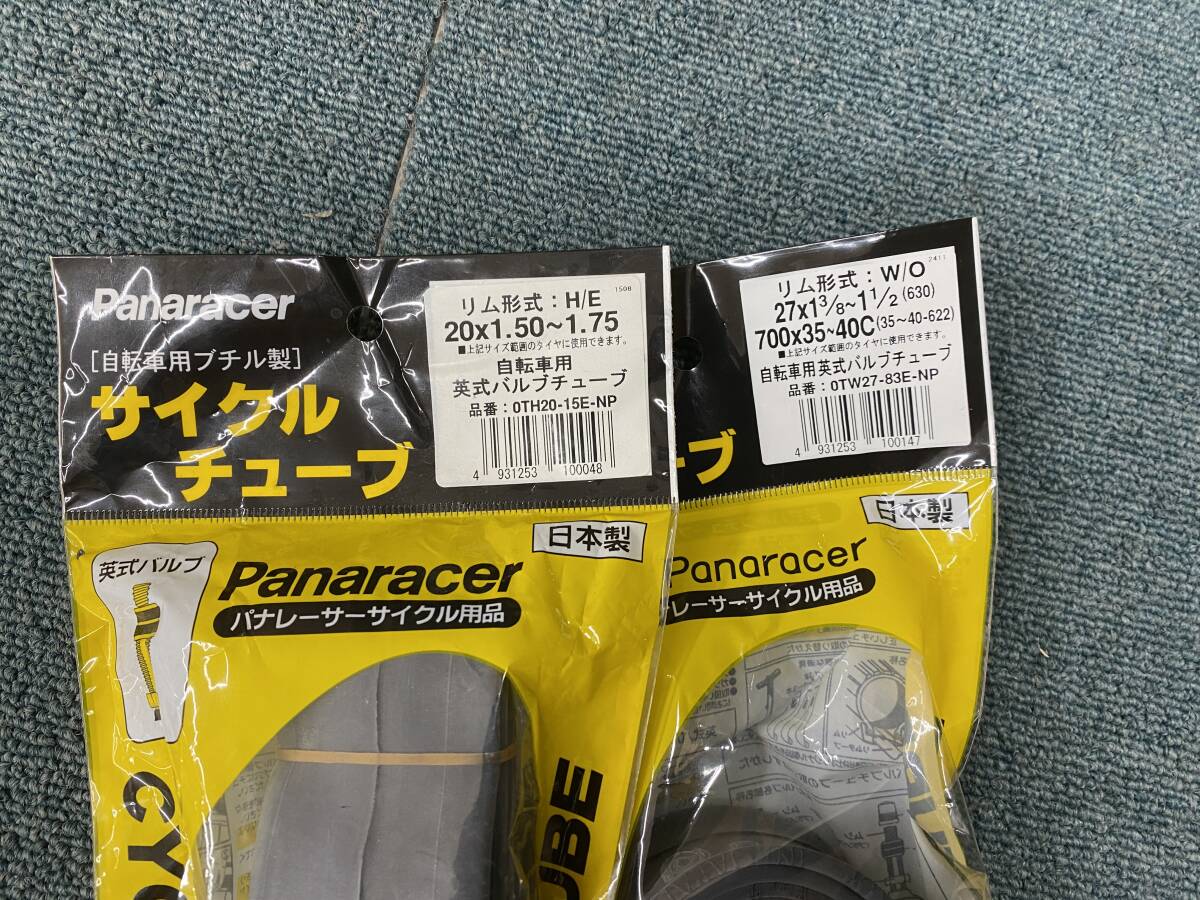 Panaracer
[自転車用ブチル製]
サイクル
チューブ
1508
リム形式：H/E
20x1.50~1.75
■上記サイズ範囲のタイヤに使用できます。
自転車用
英式バルブチューブ
品番：0TH20-15E-NP
4 931253 100048
日本製
英式バルブ
Panaracer
パナレーサーサイクル用品
CYC
UBE
2411
リム形式：W/O
27x1 3/8~1 1/2 (630)
700x35~40C(35~40-622)
■上記サイズ範囲のタイヤに使用できます。
自転車用英式バルブチューブ
品番：0TW27-83E-NP
4 931253 100147
ーブ
日本製
Panaracer
レーサーサイクル用品